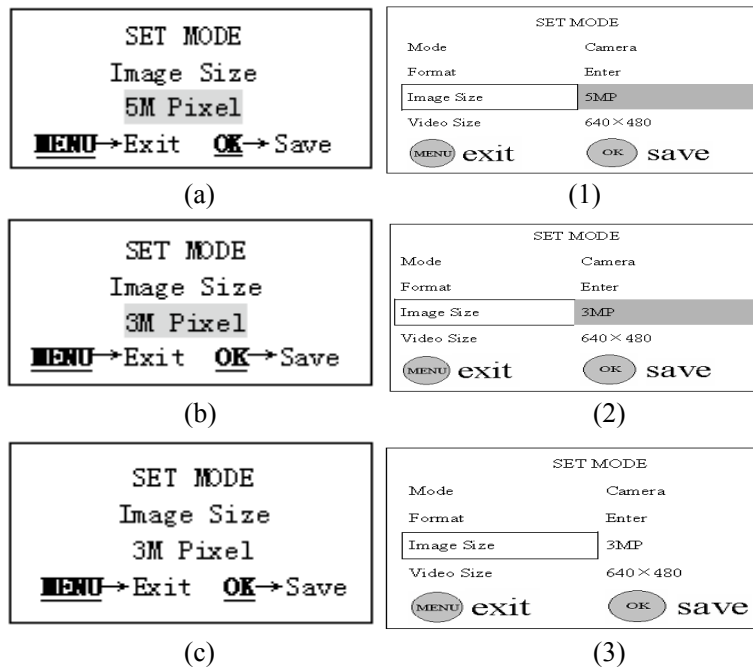 SET MODE
Image Size
5M Pixel
MENU→Exit OK→Save
(a)
SET MODE
Mode Camera
Format Enter
Image Size 5MP
Video Size 640×480
MENU exit OK save
(1)
SET MODE
Image Size
3M Pixel
MENU→Exit OK→Save
(b)
SET MODE
Mode Camera
Format Enter
Image Size 3MP
Video Size 640×480
MENU exit OK save
(2)
SET MODE
Image Size
3M Pixel
MENU→Exit OK→Save
(c)
SET MODE
Mode Camera
Format Enter
Image Size 3MP
Video Size 640×480
MENU exit OK save
(3)